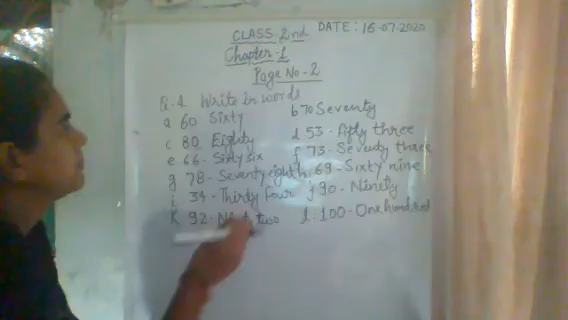 CLASS-2nd DATE: 16-07.2020
Chapter-1
Page No-2
Q.1 Write in words
a 60 Sixty b 70 Seventy
c 80 Eighty d 53-Fifty three
e 66-Sixty six f 73-Seventy three
g 78-Seventy eight h. 69-Sixty nine
i 34-Thirty four j 90-Ninety
K 92- two l.100-One hundred